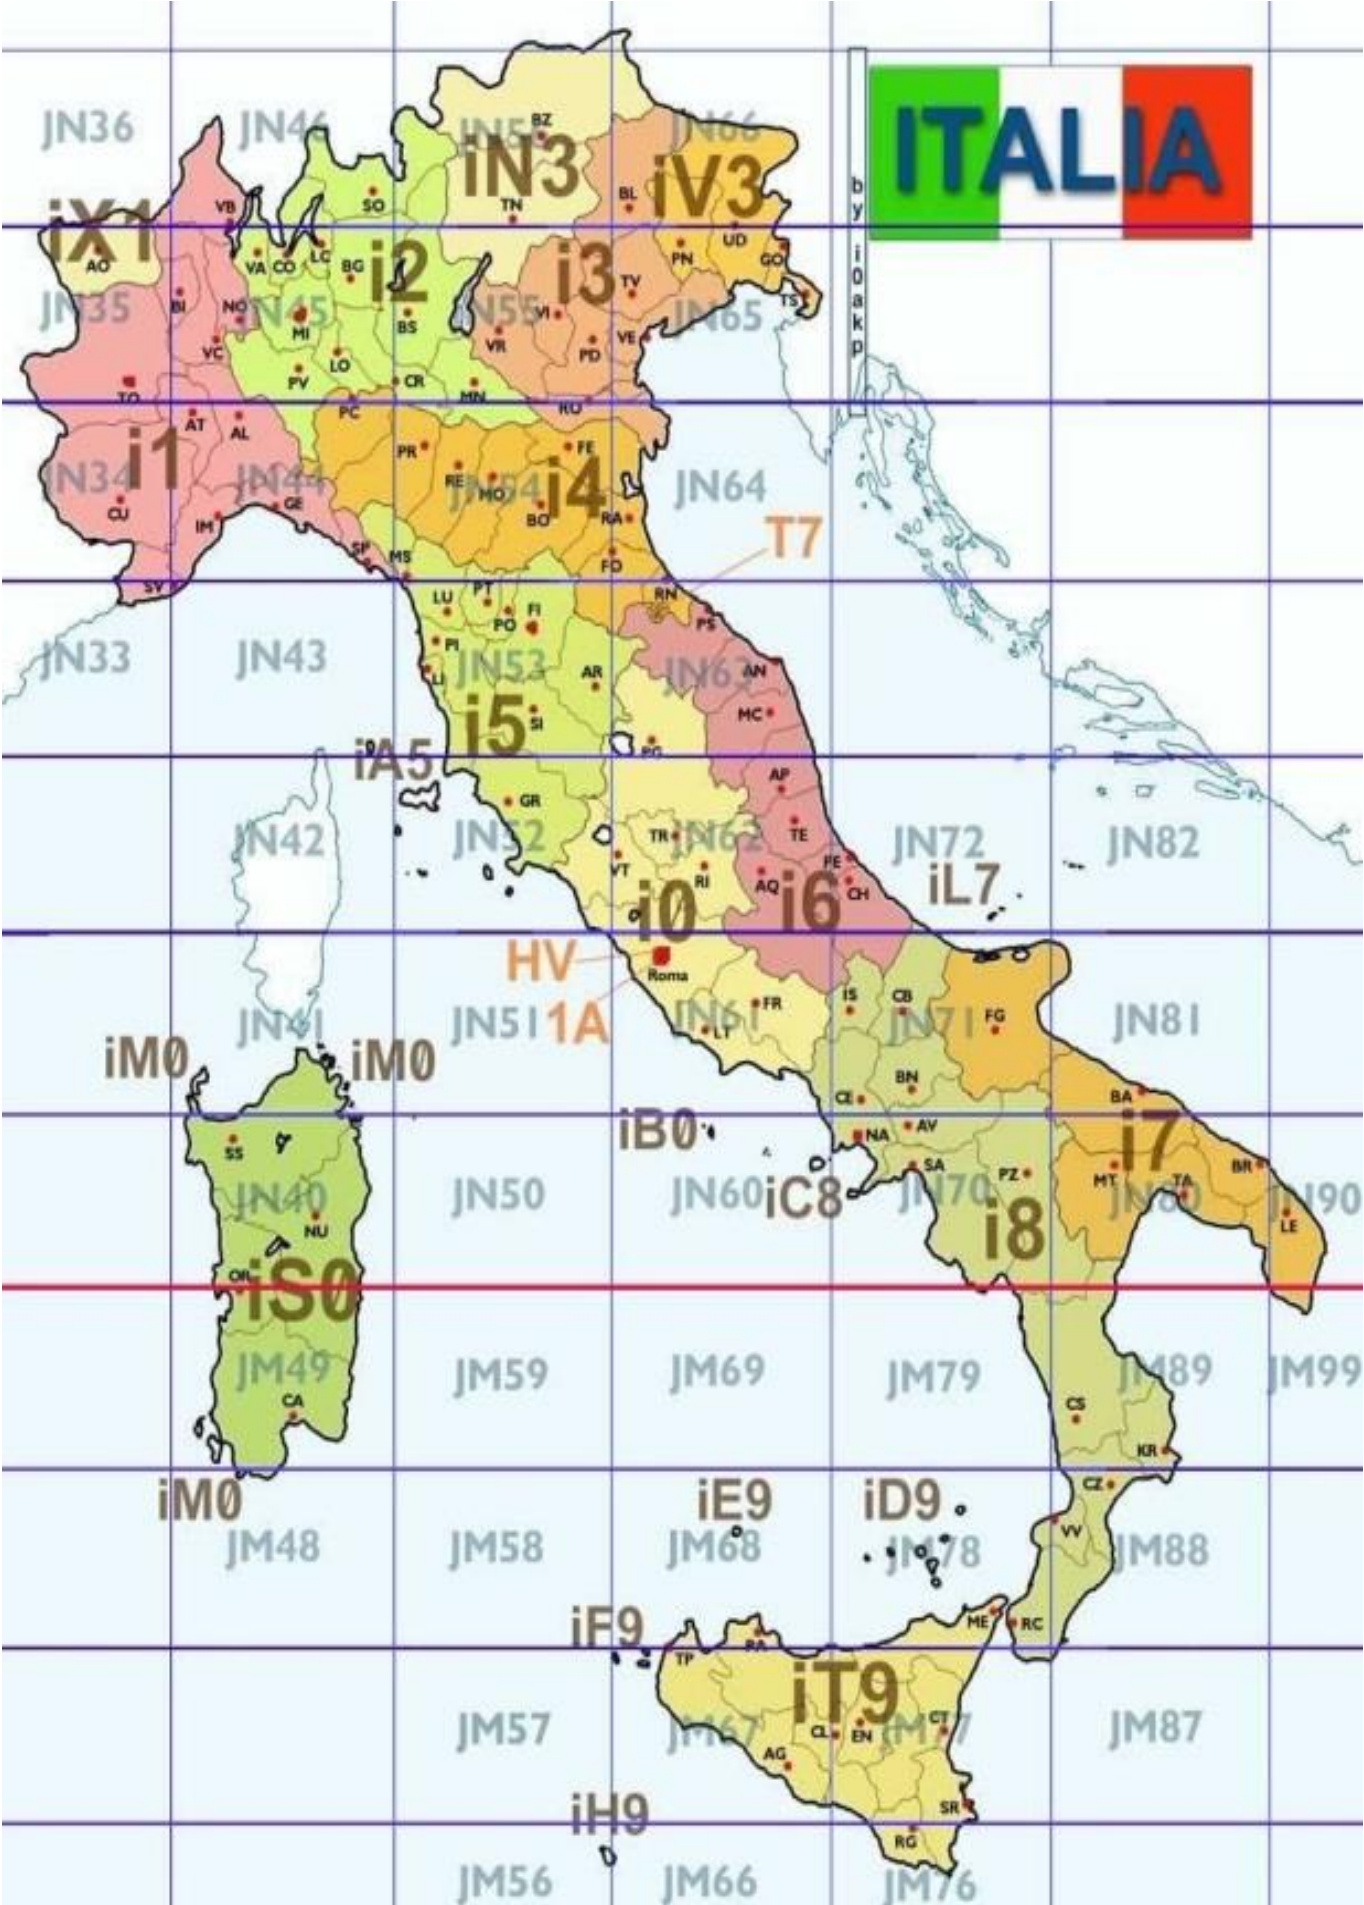 ITALIA
by i0akp
JN36
JN46
JN56
JN66
BZ
iN3
iV3
TN
BL
iX1
AO
VB
VA
CO
LC
SO
BG
i2
i3
UD
PN
GO
TS
TV
JN35
BI
NO
JN45
MI
BS
JN55
VI
VR
PD
VE
JN65
VC
LO
PV
CR
MN
TO
PC
RO
AT
AL
i1
JN34
JN44
CU
IM
GE
SP
MS
SV
PR
RE
MO
JN54
i4
FE
BO
RA
FO
JN64
T7
RN
PS
LU
PT
PO
FI
PI
LI
JN33
JN43
JN53
AR
JN63
AN
MC
i5
SI
PG
iA5
AP
GR
JN42
JN52
TR
JN62
TE
JN72
JN82
VT
RI
AQ
PE
CH
i0
i6
iL7
HV
Roma
1A
JN41
JN51
JN61
FR
LT
IS
CB
JN71
FG
JN81
iM0
iM0
CE
BN
BA
iB0
NA
AV
i7
SS
JN40
NU
JN50
JN60
iC8
SA
JN70
PZ
i8
MT
JN80
TA
BR
JN90
LE
OR
iS0
JM49
CA
JM59
JM69
JM79
JM89
JM99
CS
KR
iM0
iE9
iD9
CZ
VV
JM48
JM58
JM68
JM78
JM88
iF9
ME
RC
TP
PA
iT9
JM57
JM67
CL
EN
JM77
CT
JM87
AG
iH9
SR
RG
JM56
JM66
JM76